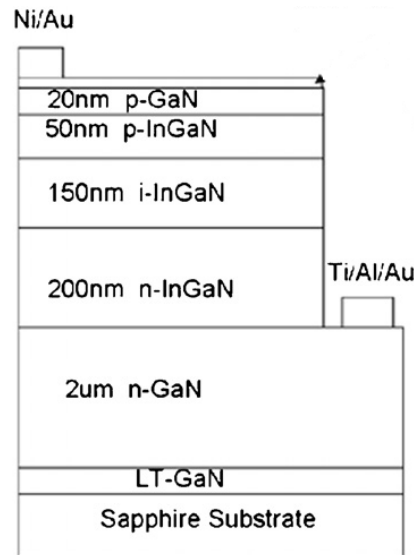 Ni/Au
20nm p-GaN
50nm p-InGaN
150nm i-InGaN
Ti/Al/Au
200nm n-InGaN
2um n-GaN
LT-GaN
Sapphire Substrate